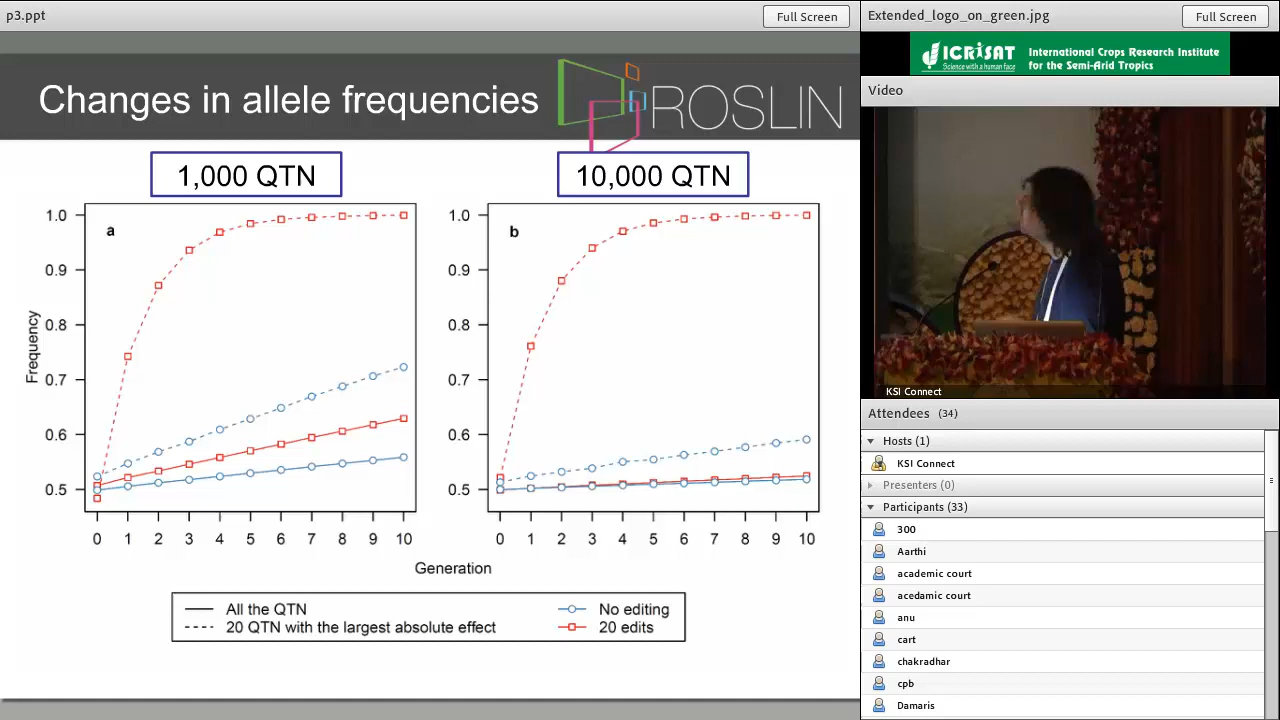 p3.ppt
Full Screen
Changes in allele frequencies
ROSLIN
1,000 QTN
10,000 QTN
a
1.0
0.9
0.8
0.7
0.6
0.5
Frequency
0 1 2 3 4 5 6 7 8 9 10
b
1.0
0.9
0.8
0.7
0.6
0.5
0 1 2 3 4 5 6 7 8 9 10
Generation
All the QTN
20 QTN with the largest absolute effect
No editing
20 edits
Extended_logo_on_green.jpg
Full Screen
ICRISAT
Science with a human face
International Crops Research Institute
for the Semi-Arid Tropics
Video
KSI Connect
Attendees (34)
Hosts (1)
KSI Connect
Presenters (0)
Participants (33)
300
Aarthi
academic court
acedamic court
anu
cart
chakradhar
cpb
Damaris